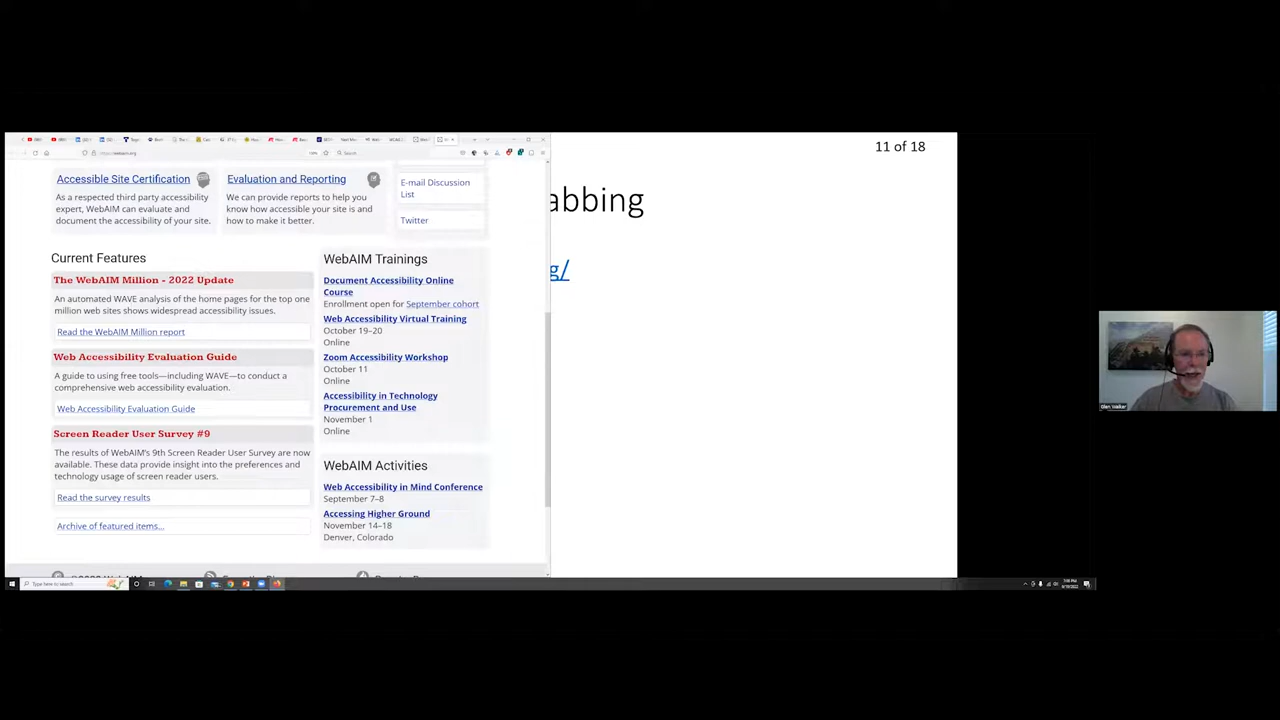 11 of 18
abbing
g/
https://webaim.org
Search
Accessible Site Certification
As a respected third party accessibility
expert, WebAIM can evaluate and
document the accessibility of your site.
Evaluation and Reporting
We can provide reports to help you
know how accessible your site is and
how to make it better.
E-mail Discussion
List
Twitter
Current Features
The WebAIM Million - 2022 Update
An automated WAVE analysis of the home pages for the top one
million web sites shows widespread accessibility issues.
Read the WebAIM Million report
Web Accessibility Evaluation Guide
A guide to using free tools—including WAVE—to conduct a
comprehensive web accessibility evaluation.
Web Accessibility Evaluation Guide
Screen Reader User Survey #9
The results of WebAIM's 9th Screen Reader User Survey are now
available. These data provide insight into the preferences and
technology usage of screen reader users.
Read the survey results
Archive of featured items...
WebAIM Trainings
Document Accessibility Online
Course
Enrollment open for September cohort
Web Accessibility Virtual Training
October 19–20
Online
Zoom Accessibility Workshop
October 11
Online
Accessibility in Technology
Procurement and Use
November 1
Online
WebAIM Activities
Web Accessibility in Mind Conference
September 7–8
Accessing Higher Ground
November 14–18
Denver, Colorado
Type here to search
Glen Walker